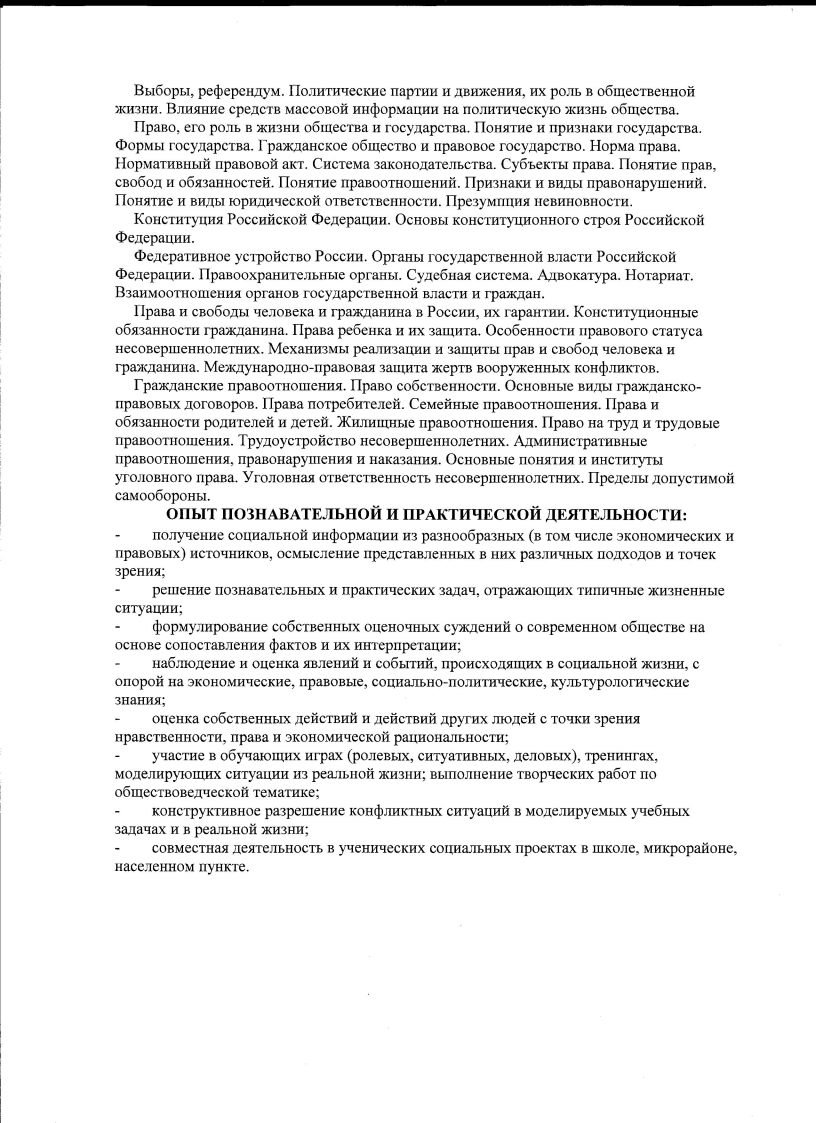 Выборы, референдум. Политические партии и движения, их роль в общественной
жизни. Влияние средств массовой информации на политическую жизнь общества.
Право, его роль в жизни общества и государства. Понятие и признаки государства.
Формы государства. Гражданское общество и правовое государство. Норма права.
Нормативный правовой акт. Система законодательства. Субъекты права. Понятие прав,
свобод и обязанностей. Понятие правоотношений. Признаки и виды правонарушений.
Понятие и виды юридической ответственности. Презумпция невиновности.
Конституция Российской Федерации. Основы конституционного строя Российской
Федерации.
Федеративное устройство России. Органы государственной власти Российской
Федерации. Правоохранительные органы. Судебная система. Адвокатура. Нотариат.
Взаимоотношения органов государственной власти и граждан.
Права и свободы человека и гражданина в России, их гарантии. Конституционные
обязанности гражданина. Права ребенка и их защита. Особенности правового статуса
несовершеннолетних. Механизмы реализации и защиты прав и свобод человека и
гражданина. Международно-правовая защита жертв вооруженных конфликтов.
Гражданские правоотношения. Право собственности. Основные виды гражданско-
правовых договоров. Права потребителей. Семейные правоотношения. Права и
обязанности родителей и детей. Жилищные правоотношения. Право на труд и трудовые
правоотношения. Трудоустройство несовершеннолетних. Административные
правоотношения, правонарушения и наказания. Основные понятия и институты
уголовного права. Уголовная ответственность несовершеннолетних. Пределы допустимой
самообороны.
ОПЫТ ПОЗНАВАТЕЛЬНОЙ И ПРАКТИЧЕСКОЙ ДЕЯТЕЛЬНОСТИ:
- получение социальной информации из разнообразных (в том числе экономических и
правовых) источников, осмысление представленных в них различных подходов и точек
зрения;
- решение познавательных и практических задач, отражающих типичные жизненные
ситуации;
- формулирование собственных оценочных суждений о современном обществе на
основе сопоставления фактов и их интерпретации;
- наблюдение и оценка явлений и событий, происходящих в социальной жизни, с
опорой на экономические, правовые, социально-политические, культурологические
знания;
- оценка собственных действий и действий других людей с точки зрения
нравственности, права и экономической рациональности;
- участие в обучающих играх (ролевых, ситуативных, деловых), тренингах,
моделирующих ситуации из реальной жизни; выполнение творческих работ по
обществоведческой тематике;
- конструктивное разрешение конфликтных ситуаций в моделируемых учебных
задачах и в реальной жизни;
- совместная деятельность в ученических социальных проектах в школе, микрорайоне,
населенном пункте.